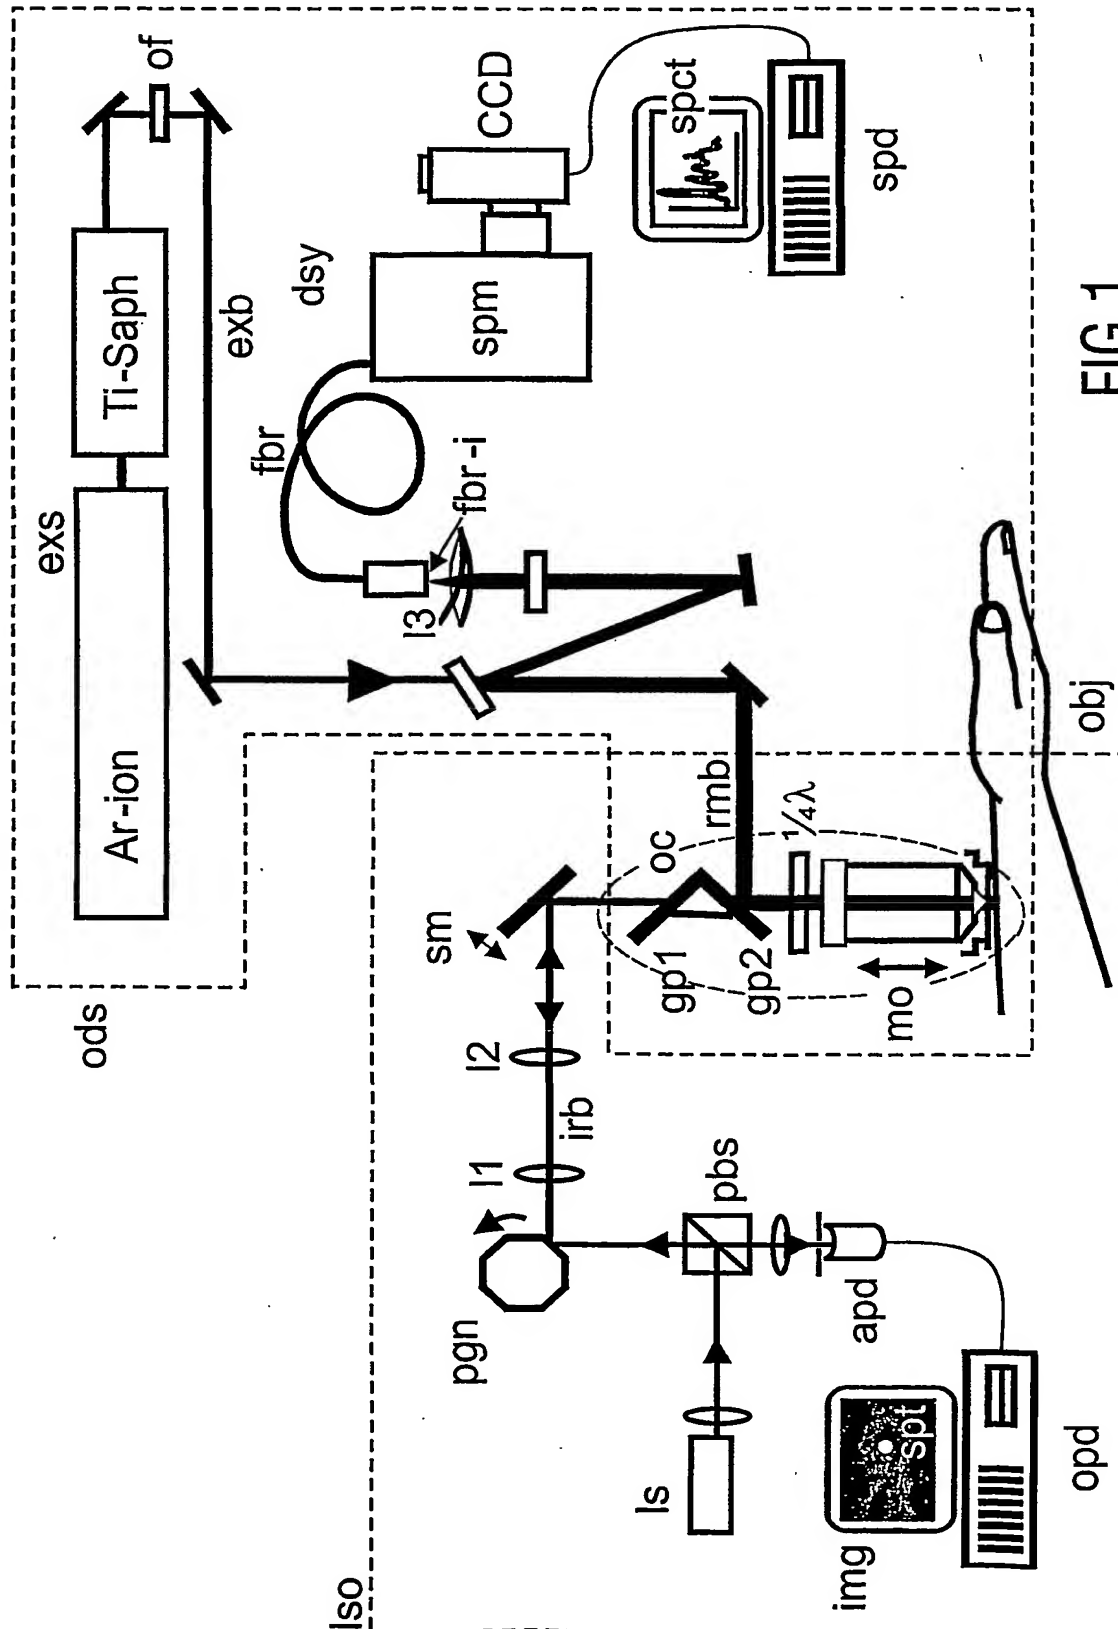 ods
exs
Ar-ion
Ti-Saph
of
exb
fbr
dsy
CCD
spm
fbr-i
l3
spct
spd
FIG.1
lso
sm
l2
l1
irb
oc
gp1
gp2
rmb
¼λ
mo
obj
pgn
pbs
ls
apd
img
spt
opd